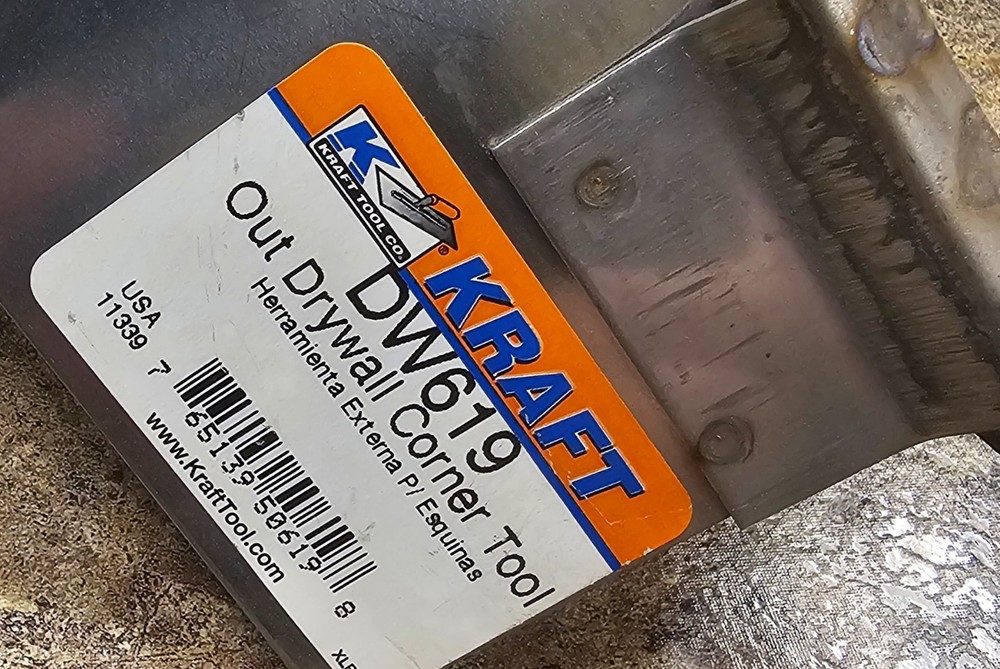 K
KRAFT TOOL CO.
®
KRAFT
DW619
Out Drywall Corner Tool
Herramienta Externa P/ Esquinas
USA
11339
7 65139 50619 8
www.KraftTool.com